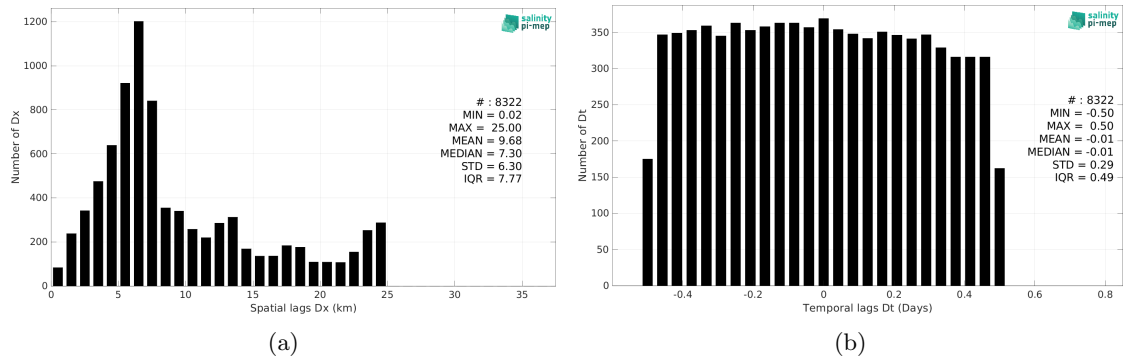 1200
1000
800
600
400
200
0
Number of Dx
salinity
pi-mep
# : 8322
MIN = 0.02
MAX = 25.00
MEAN = 9.68
MEDIAN = 7.30
STD = 6.30
IQR = 7.77
0 5 10 15 20 25 30 35
Spatial lags Dx (km)
(a)
350
300
250
200
150
100
50
0
Number of Dt
salinity
pi-mep
# : 8322
MIN = -0.50
MAX = 0.50
MEAN = -0.01
MEDIAN = -0.01
STD = 0.29
IQR = 0.49
-0.4 -0.2 0 0.2 0.4 0.6 0.8
Temporal lags Dt (Days)
(b)